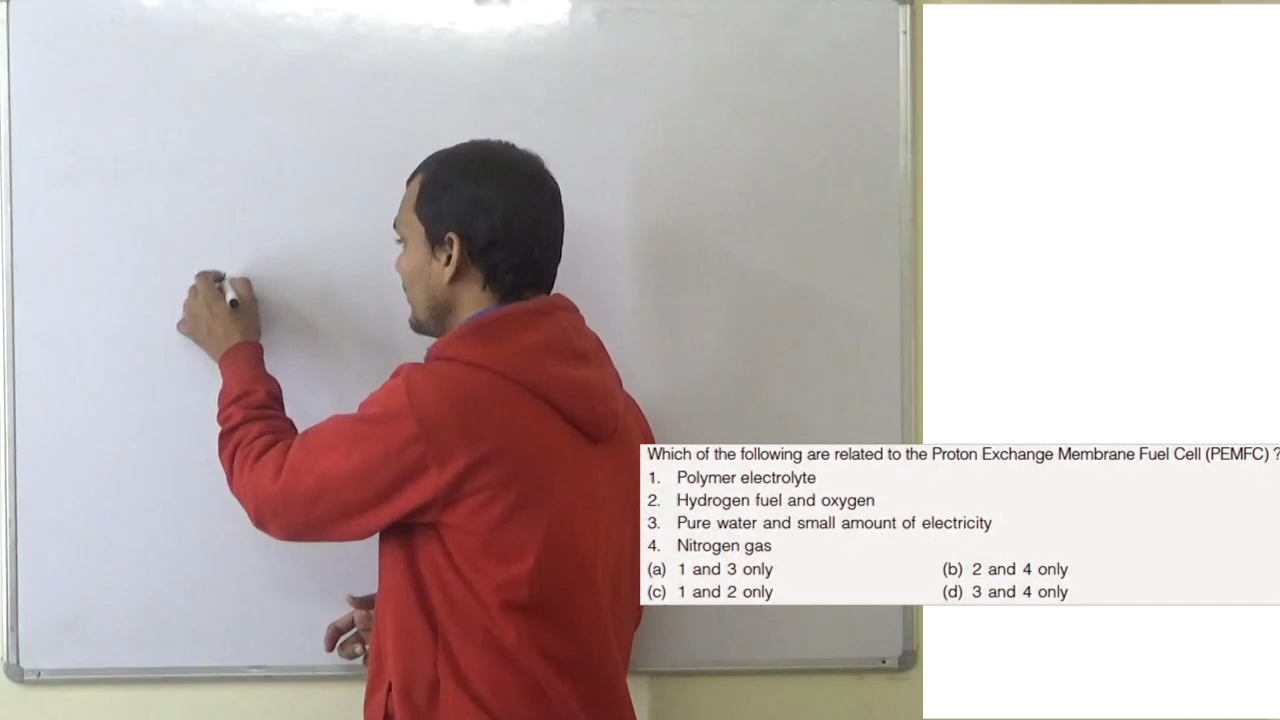 Which of the following are related to the Proton Exchange Membrane Fuel Cell (PEMFC) ?
1. Polymer electrolyte
2. Hydrogen fuel and oxygen
3. Pure water and small amount of electricity
4. Nitrogen gas
(a) 1 and 3 only (b) 2 and 4 only
(c) 1 and 2 only (d) 3 and 4 only